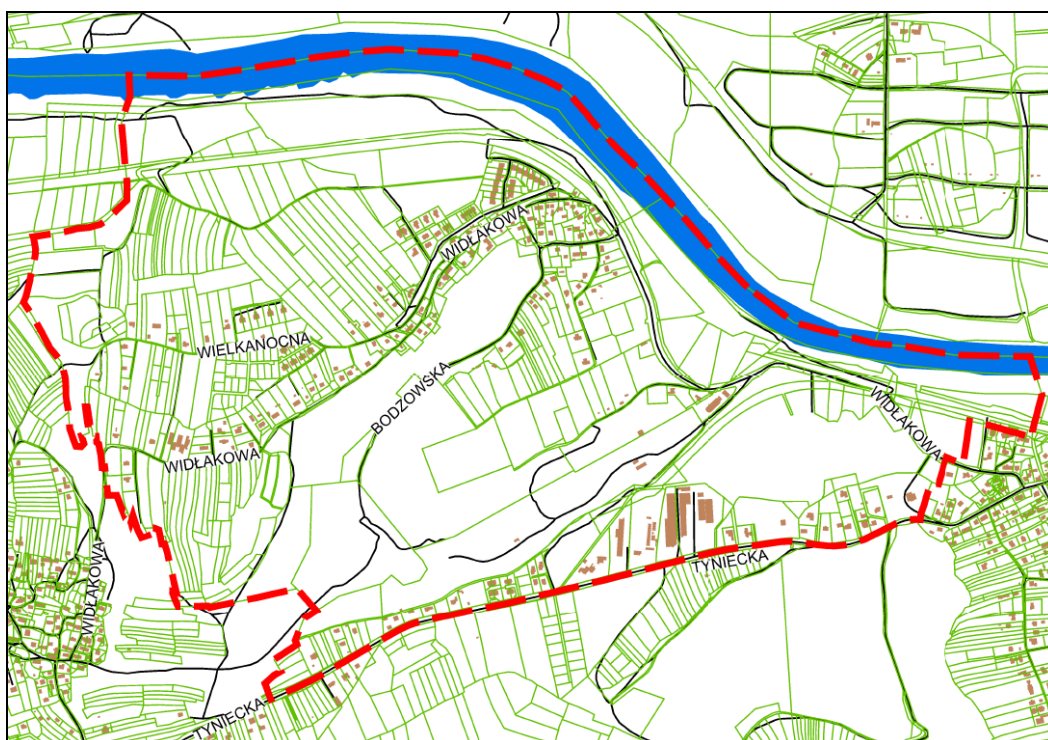 WIDŁAKOWA
WIELKANOCNA
BODZOWSKA
WIDŁAKOWA
WIDŁAKOWA
WIDŁAKOWA
TYNIECKA
TYNIECKA